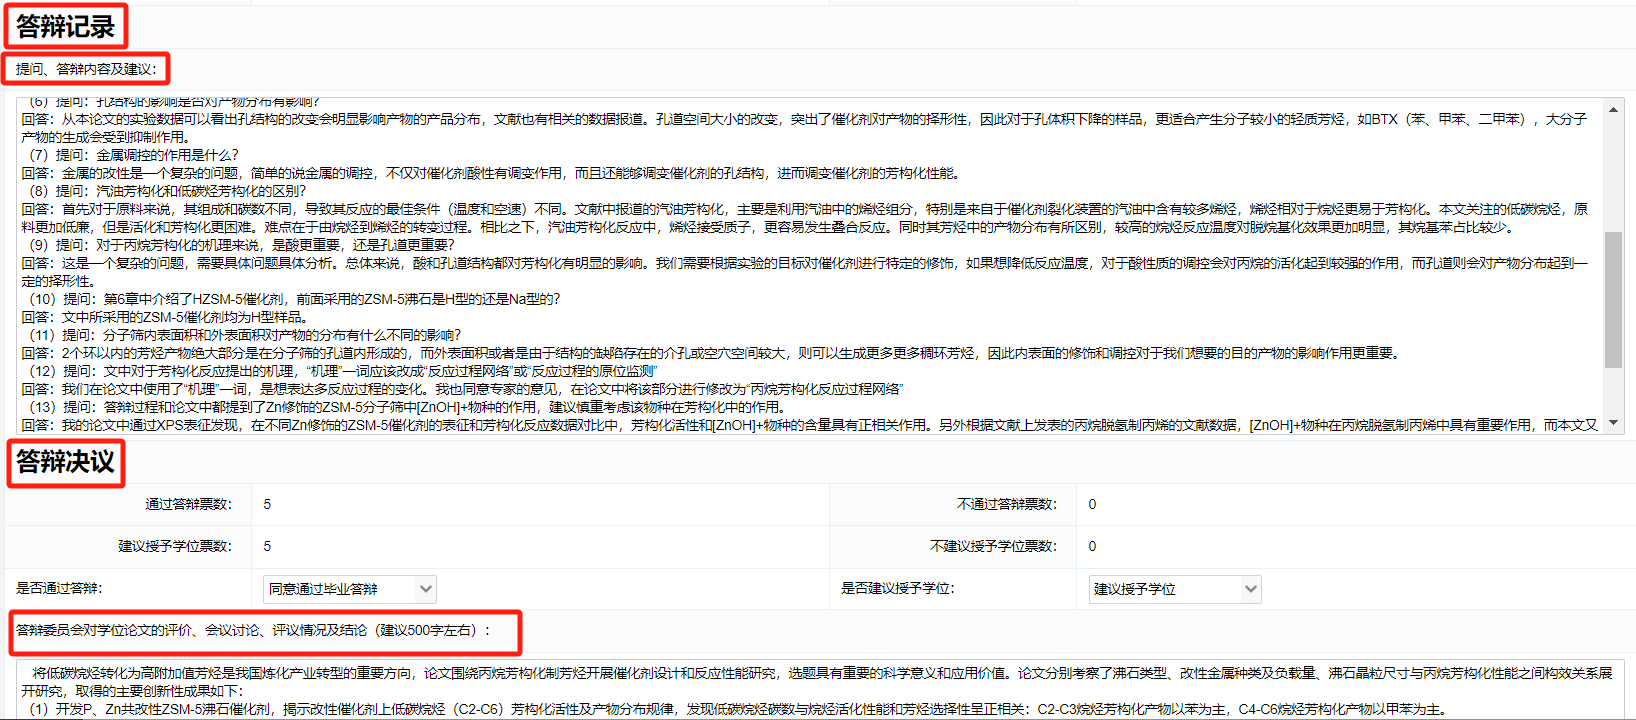 答辩记录
提问、答辩内容及建议：
（6）提问：孔结构的影响是否对产物分布有影响？
回答：从本论文的实验数据可以看出孔结构的改变会明显影响产物的产品分布，文献也有相关的数据报道。孔道空间大小的改变，突出了催化剂对产物的择形性，因此对于孔体积下降的样品，更适合产生分子较小的轻质芳烃，如BTX（苯、甲苯、二甲苯），大分子
产物的生成会受到抑制作用。
（7）提问：金属调控的作用是什么？
回答：金属的改性是一个复杂的问题，简单的说金属的调控，不仅对催化剂酸性有调变作用，而且还能够调变催化剂的孔结构，进而调变催化剂的芳构化性能。
（8）提问：汽油芳构化和低碳烃芳构化的区别？
回答：首先对于原料来说，其组成和碳数不同，导致其反应的最佳条件（温度和空速）不同。文献中报道的汽油芳构化，主要是利用汽油中的烯烃组分，特别是来自于催化剂裂化装置的汽油中含有较多烯烃，烯烃相对于烷烃更易于芳构化。本文关注的低碳烷烃，原
料更加低廉，但是活化和芳构化更困难。难点在于由烷烃到烯烃的转变过程。相比之下，汽油芳构化反应中，烯烃接受质子，更容易发生叠合反应。同时其芳烃中的产物分布有所区别，较高的烷烃反应温度对脱烷基化效果更加明显，其烷基苯占比较少。
（9）提问：对于丙烷芳构化的机理来说，是酸更重要，还是孔道更重要？
回答：这是一个复杂的问题，需要具体问题具体分析。总体来说，酸和孔道结构都对芳构化有明显的影响。我们需要根据实验的目标对催化剂进行特定的修饰，如果想降低反应温度，对于酸性质的调控会对丙烷的活化起到较强的作用，而孔道则会对产物分布起到一
定的择形性。
（10）提问：第6章中介绍了HZSM-5催化剂，前面采用的ZSM-5沸石是H型的还是Na型的？
回答：文中所采用的ZSM-5催化剂均为H型样品。
（11）提问：分子筛内表面积和外表面积对产物的分布有什么不同的影响？
回答：2个环以内的芳烃产物绝大部分是在分子筛的孔道内形成的，而外表面积或者是由于结构的缺陷存在的介孔或空穴空间较大，则可以生成更多更多稠环芳烃，因此内表面的修饰和调控对于我们想要的目的产物的影响作用更重要。
（12）提问：文中对于芳构化反应提出的机理，“机理”一词应该改成“反应过程网络”或“反应过程的原位监测”
回答：我们在论文中使用了“机理”一词，是想表达多反应过程的变化。我也同意专家的意见，在论文中将该部分进行修改为“丙烷芳构化反应过程网络”
（13）提问：答辩过程和论文中都提到了Zn修饰的ZSM-5分子筛中[ZnOH]+物种的作用，建议慎重考虑该物种在芳构化中的作用。
回答：我的论文中通过XPS表征发现，在不同Zn修饰的ZSM-5催化剂的表征和芳构化反应数据对比中，芳构化活性和[ZnOH]+物种的含量具有正相关作用。另外根据文献上发表的丙烷脱氢制丙烯的文献数据，[ZnOH]+物种在丙烷脱氢制丙烯中具有重要作用，而本文又
答辩决议
通过答辩票数： 5 不通过答辩票数： 0
建议授予学位票数： 5 不建议授予学位票数： 0
是否通过答辩： 同意通过毕业答辩 是否建议授予学位： 建议授予学位
答辩委员会对学位论文的评价、会议讨论、评议情况及结论（建议500字左右）：
将低碳烷烃转化为高附加值芳烃是我国炼化产业转型的重要方向，论文围绕丙烷芳构化制芳烃开展催化剂设计和反应性能研究，选题具有重要的科学意义和应用价值。论文分别考察了沸石类型、改性金属种类及负载量、沸石晶粒尺寸与丙烷芳构化性能之间构效关系展
开研究，取得的主要创新性成果如下：
（1）开发P、Zn共改性ZSM-5沸石催化剂，揭示改性催化剂上低碳烷烃（C2-C6）芳构化活性及产物分布规律，发现低碳烷烃碳数与烷烃活化性能和芳烃选择性呈正相关：C2-C3烷烃芳构化产物以苯为主，C4-C6烷烃芳构化产物以甲苯为主。